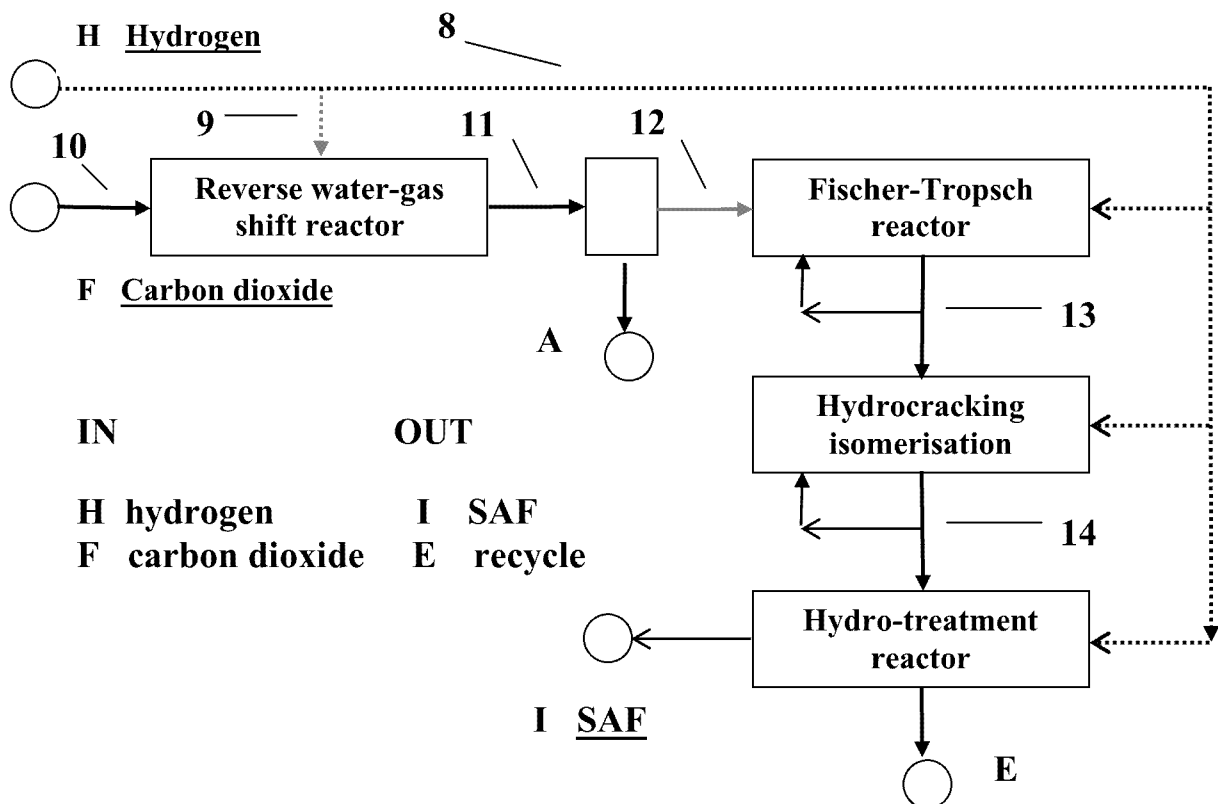 H Hydrogen
8
9
10
11
12
Reverse water-gas
shift reactor
Fischer-Tropsch
reactor
F Carbon dioxide
A
13
Hydrocracking
isomerisation
IN OUT
H hydrogen I SAF
F carbon dioxide E recycle
14
Hydro-treatment
reactor
I SAF
E